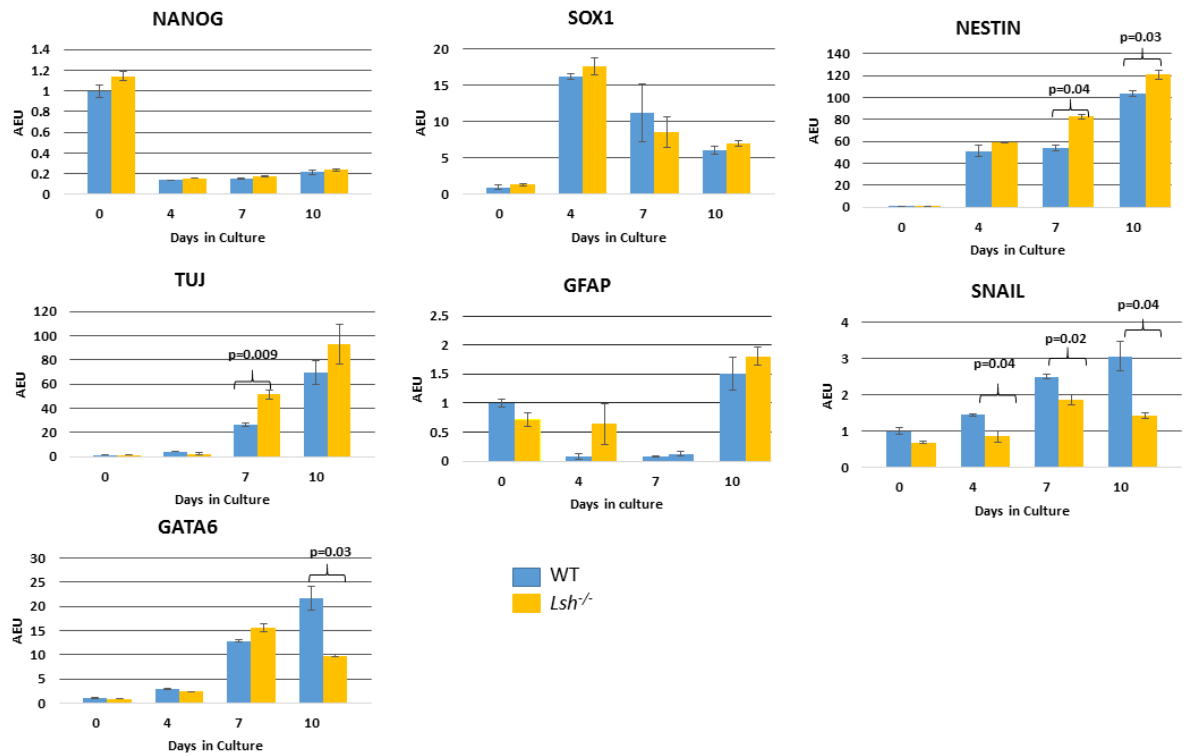 NANOG
1.4
1.2
1
0.8
0.6
0.4
0.2
0
AEU
0 4 7 10
Days in Culture
SOX1
20
15
10
5
0
AEU
0 4 7 10
Days in Culture
NESTIN
p=0.03
p=0.04
140
120
100
80
60
40
20
0
AEU
0 4 7 10
Days in Culture
TUJ
p=0.009
120
100
80
60
40
20
0
AEU
0 7 10
Days in Culture
GFAP
2.5
2
1.5
1
0.5
0
AEU
0 4 7 10
Days in culture
SNAIL
p=0.04
p=0.02
p=0.04
4
3
2
1
0
AEU
0 4 7 10
Days in Culture
GATA6
p=0.03
30
25
20
15
10
5
0
AEU
0 4 7 10
Days in Culture
WT
Lsh-/-